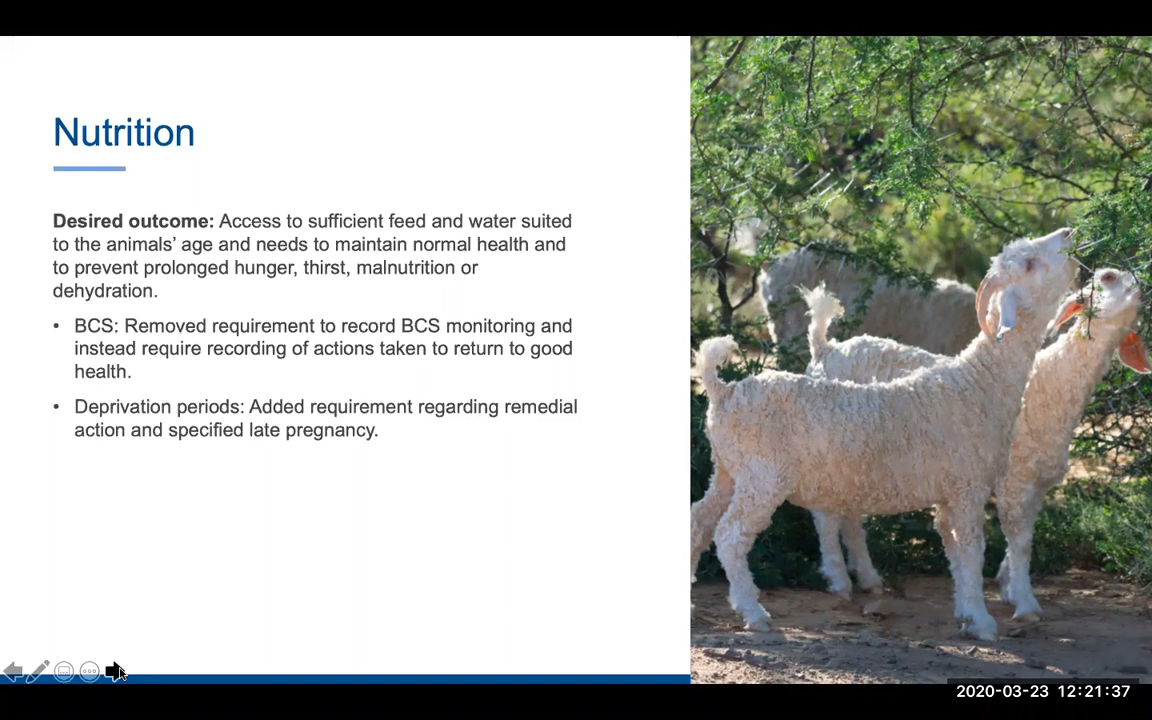 Nutrition
Desired outcome: Access to sufficient feed and water suited
to the animals’ age and needs to maintain normal health and
to prevent prolonged hunger, thirst, malnutrition or
dehydration.
• BCS: Removed requirement to record BCS monitoring and
instead require recording of actions taken to return to good
health.
• Deprivation periods: Added requirement regarding remedial
action and specified late pregnancy.
2020-03-23 12:21:37